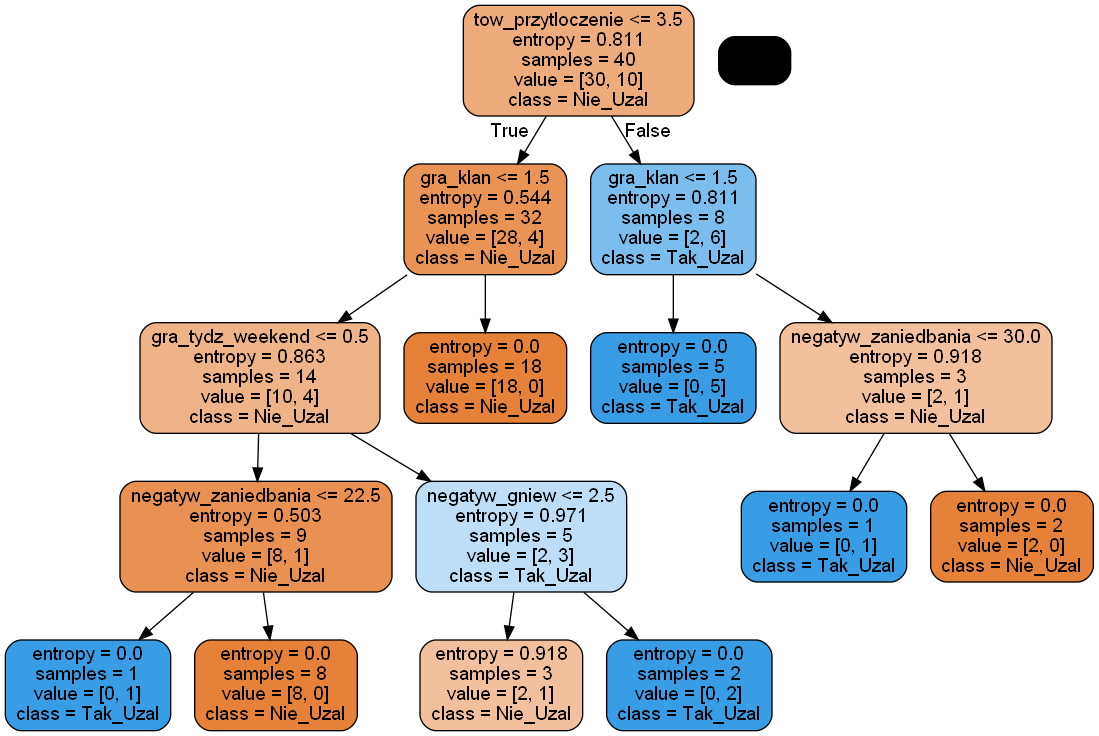 tow_przytloczenie <= 3.5
entropy = 0.811
samples = 40
value = [30, 10]
class = Nie_Uzal
True
False
gra_klan <= 1.5
entropy = 0.544
samples = 32
value = [28, 4]
class = Nie_Uzal
gra_klan <= 1.5
entropy = 0.811
samples = 8
value = [2, 6]
class = Tak_Uzal
gra_tydz_weekend <= 0.5
entropy = 0.863
samples = 14
value = [10, 4]
class = Nie_Uzal
entropy = 0.0
samples = 18
value = [18, 0]
class = Nie_Uzal
entropy = 0.0
samples = 5
value = [0, 5]
class = Tak_Uzal
negatyw_zaniedbania <= 30.0
entropy = 0.918
samples = 3
value = [2, 1]
class = Nie_Uzal
negatyw_zaniedbania <= 22.5
entropy = 0.503
samples = 9
value = [8, 1]
class = Nie_Uzal
negatyw_gniew <= 2.5
entropy = 0.971
samples = 5
value = [2, 3]
class = Tak_Uzal
entropy = 0.0
samples = 1
value = [0, 1]
class = Tak_Uzal
entropy = 0.0
samples = 2
value = [2, 0]
class = Nie_Uzal
entropy = 0.0
samples = 1
value = [0, 1]
class = Tak_Uzal
entropy = 0.0
samples = 8
value = [8, 0]
class = Nie_Uzal
entropy = 0.918
samples = 3
value = [2, 1]
class = Nie_Uzal
entropy = 0.0
samples = 2
value = [0, 2]
class = Tak_Uzal